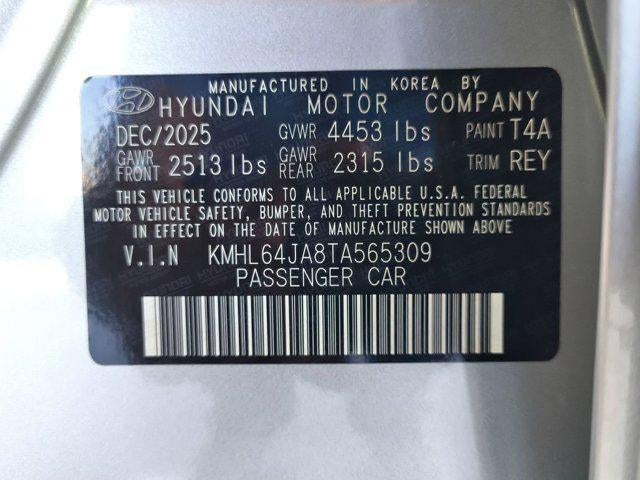 MANUFACTURED IN KOREA BY
HYUNDAI MOTOR COMPANY
DEC/2025 GVWR 4453 lbs PAINT T4A
GAWR FRONT 2513 lbs GAWR REAR 2315 lbs TRIM REY
THIS VEHICLE CONFORMS TO ALL APPLICABLE U.S.A. FEDERAL
MOTOR VEHICLE SAFETY, BUMPER, AND THEFT PREVENTION STANDARDS
IN EFFECT ON THE DATE OF MANUFACTURE SHOWN ABOVE
V.I.N KMHL64JA8TA565309
PASSENGER CAR